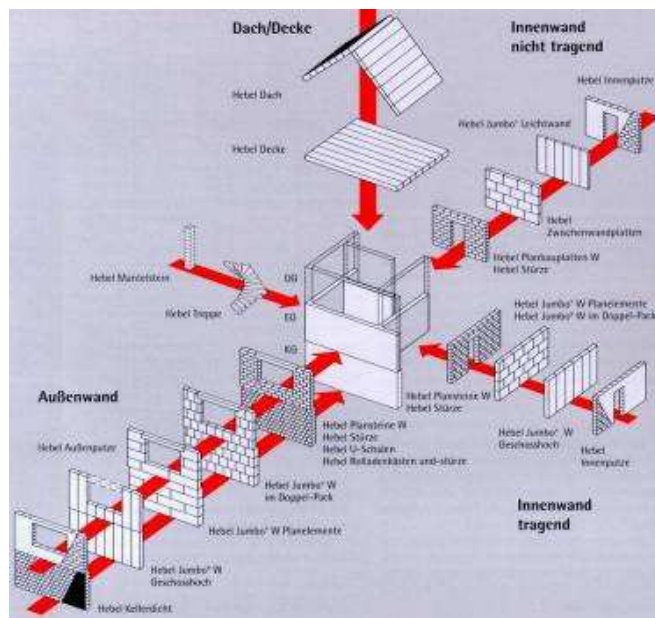 Dach/Decke
Innenwand
nicht tragend
Hebel Innenputze
Hebel Dach
Hebel Jumbo® Leichtwand
Hebel Decke
Hebel
Zwischenwandplatten
Hebel Planbauplatten W
Hebel Stürze
Hebel Mantelstein
OG
Hebel Treppe
EG
Hebel Jumbo® W Planelemente
Hebel Jumbo® W im Doppel-Pack
KG
Außenwand
Hebel Plansteine W
Hebel Stürze
Hebel Plansteine W
Hebel Stürze
Hebel U-Schalen
Hebel Rolladenkästen und-stürze
Hebel Jumbo® W
Geschosshoch
Hebel
Innenputze
Hebel Außenputze
Hebel Jumbo® W
im Doppel-Pack
Innenwand
tragend
Hebel Jumbo® W Planelemente
Hebel Jumbo® W
Geschosshoch
Hebel Kellerdicht